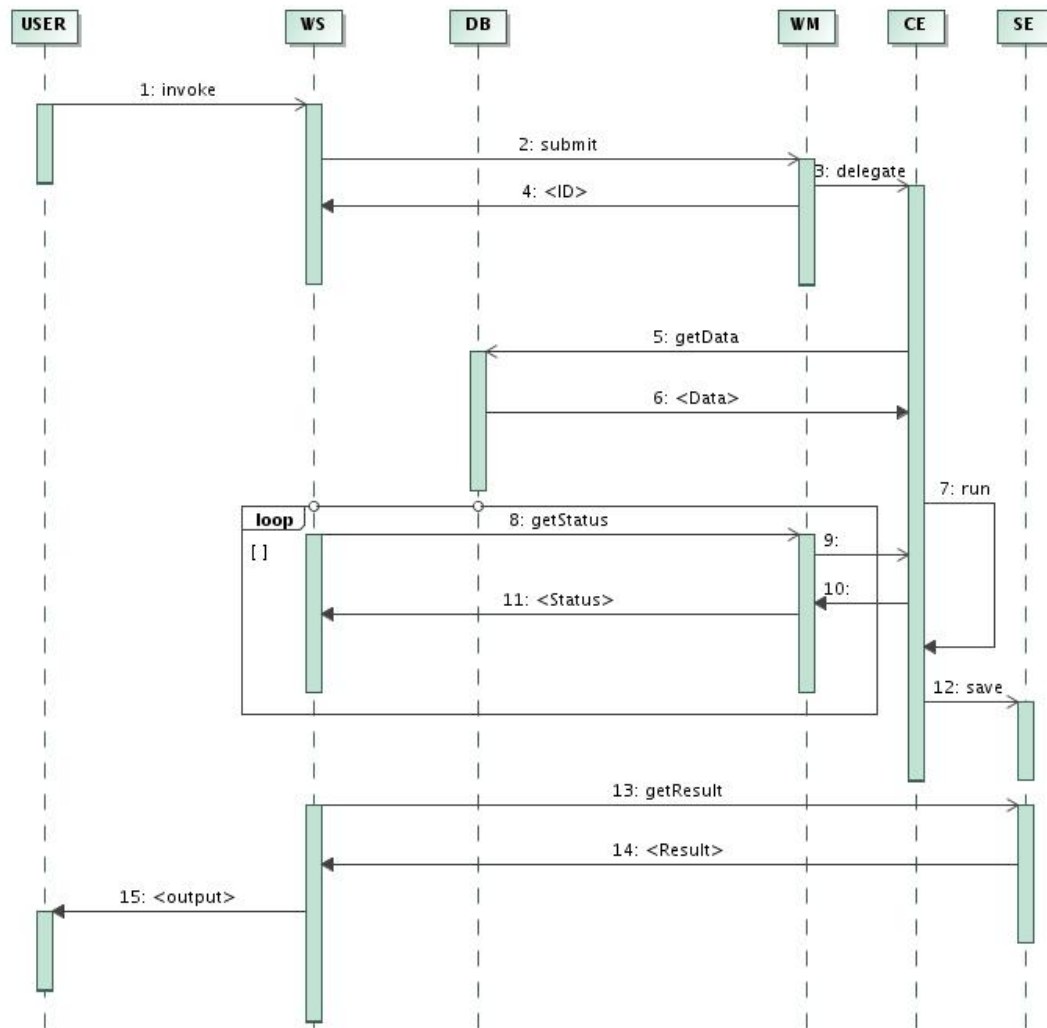 USER WS DB WM CE SE
1: invoke
2: submit
3: delegate
4: <ID>
5: getData
6: <Data>
7: run
loop
8: getStatus
[ ]
9:
10:
11: <Status>
12: save
13: getResult
14: <Result>
15: <output>